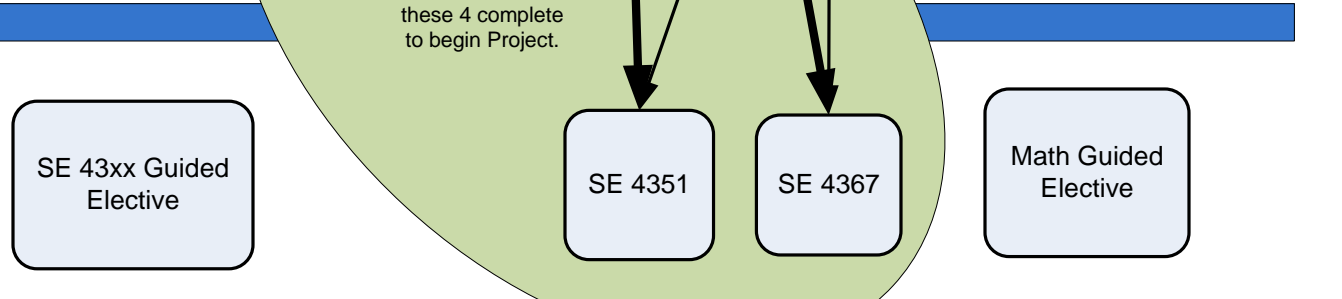 these 4 complete
to begin Project.
SE 43xx Guided
Elective
SE 4351
SE 4367
Math Guided
Elective